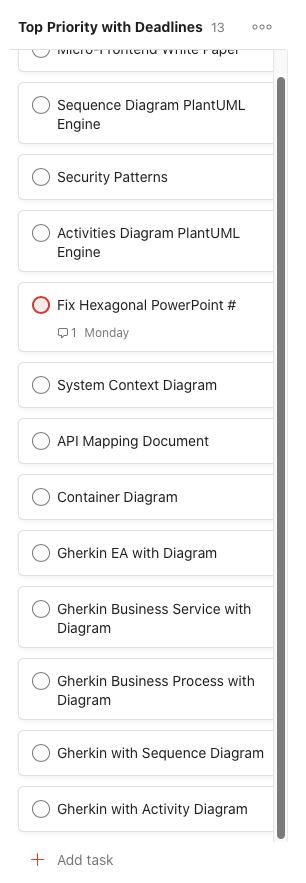 Top Priority with Deadlines 13
Micro-Frontend White Paper
Sequence Diagram PlantUML
Engine
Security Patterns
Activities Diagram PlantUML
Engine
Fix Hexagonal PowerPoint #
1 Monday
System Context Diagram
API Mapping Document
Container Diagram
Gherkin EA with Diagram
Gherkin Business Service with
Diagram
Gherkin Business Process with
Diagram
Gherkin with Sequence Diagram
Gherkin with Activity Diagram
Add task